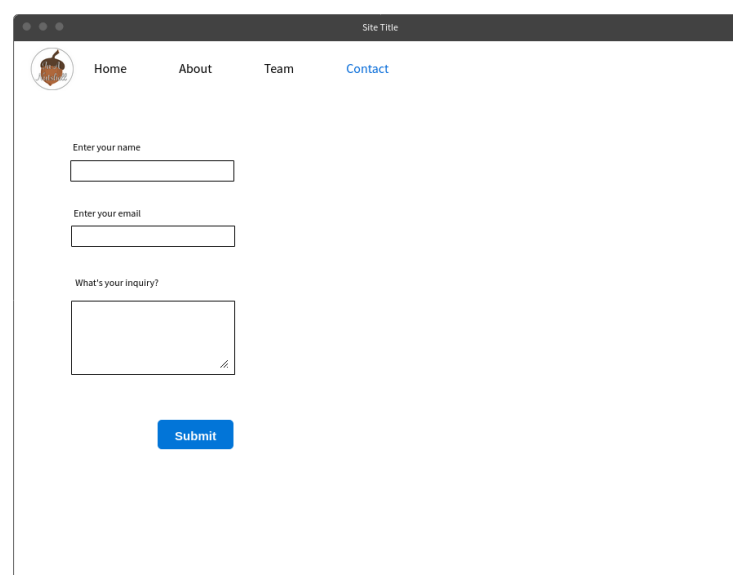 Site Title
Home About Team Contact
Enter your name
Enter your email
What's your inquiry?
Submit